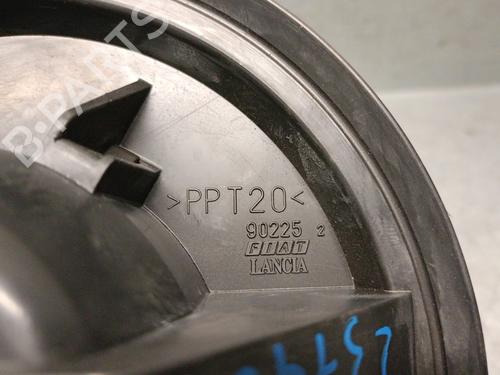 B-PARTS
>PPT20<
90225 2
FIAT
LANCIA